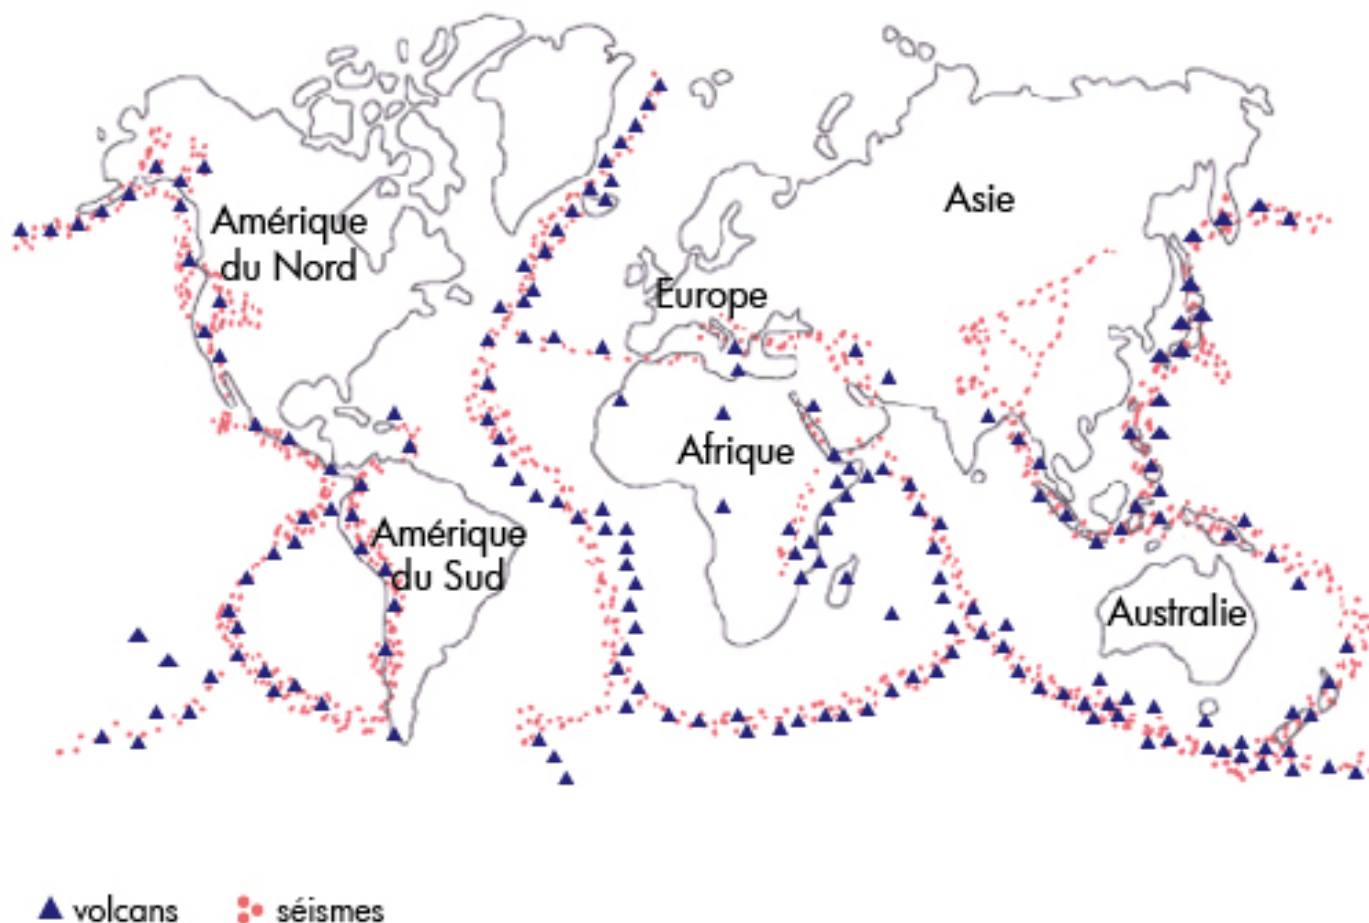 Amérique
du Nord
Asie
Europe
Afrique
Amérique
du Sud
Australie
volcans
séismes